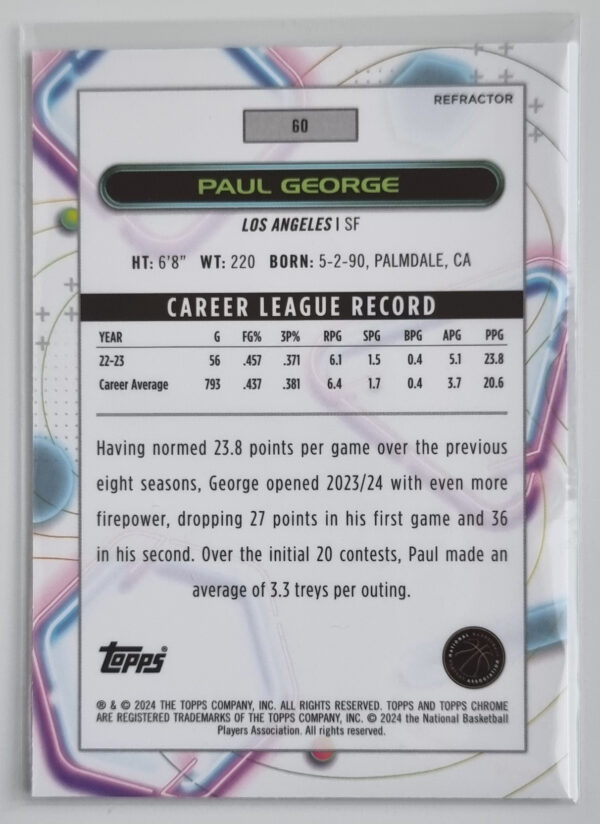 REFRACTOR
60
PAUL GEORGE
LOS ANGELES | SF
HT: 6'8" WT: 220 BORN: 5-2-90, PALMDALE, CA
CAREER LEAGUE RECORD
YEAR G FG% 3P% RPG SPG BPG APG PPG
22-23 56 .457 .371 6.1 1.5 0.4 5.1 23.8
Career Average 793 .437 .381 6.4 1.7 0.4 3.7 20.6
Having normed 23.8 points per game over the previous
eight seasons, George opened 2023/24 with even more
firepower, dropping 27 points in his first game and 36
in his second. Over the initial 20 contests, Paul made an
average of 3.3 treys per outing.
topps®
NATIONAL BASKETBALL PLAYERS ASSOCIATION
® & © 2024 THE TOPPS COMPANY, INC. ALL RIGHTS RESERVED. TOPPS AND TOPPS CHROME
ARE REGISTERED TRADEMARKS OF THE TOPPS COMPANY, INC. © 2024 the National Basketball
Players Association. All rights reserved.